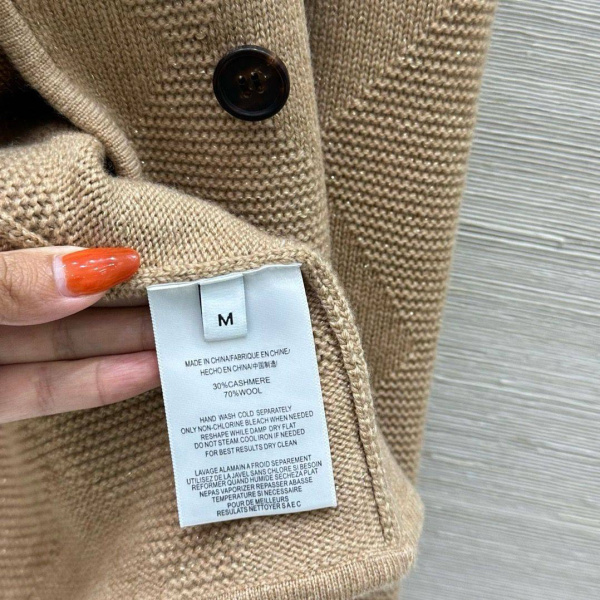 M
MADE IN CHINA/FABRIQUE EN CHINE/
HECHO EN CHINA/中国制造/
30%CASHMERE
70%WOOL
HAND WASH COLD SEPARATELY
ONLY NON-CHLORINE BLEACH WHEN NEEDED
RESHAPE WHILE DAMP DRY FLAT
DO NOT STEAM.COOL IRON IF NEEDED
FOR BEST RESULTS DRY CLEAN
LAVAGE ALAMAIN A FROID SEPAREMENT
UTILISEZ DE LA JAVEL SANS CHLORE SI BESOIN
REFORMER QUAND HUMIDE SECHEZA PLAT
NEPAS VAPORIZER REPASSER ABASSE
TEMPERATURE SI NECESSAIRE
POUR DE MEILLEURS
RESULATS NETTOYER S A E C